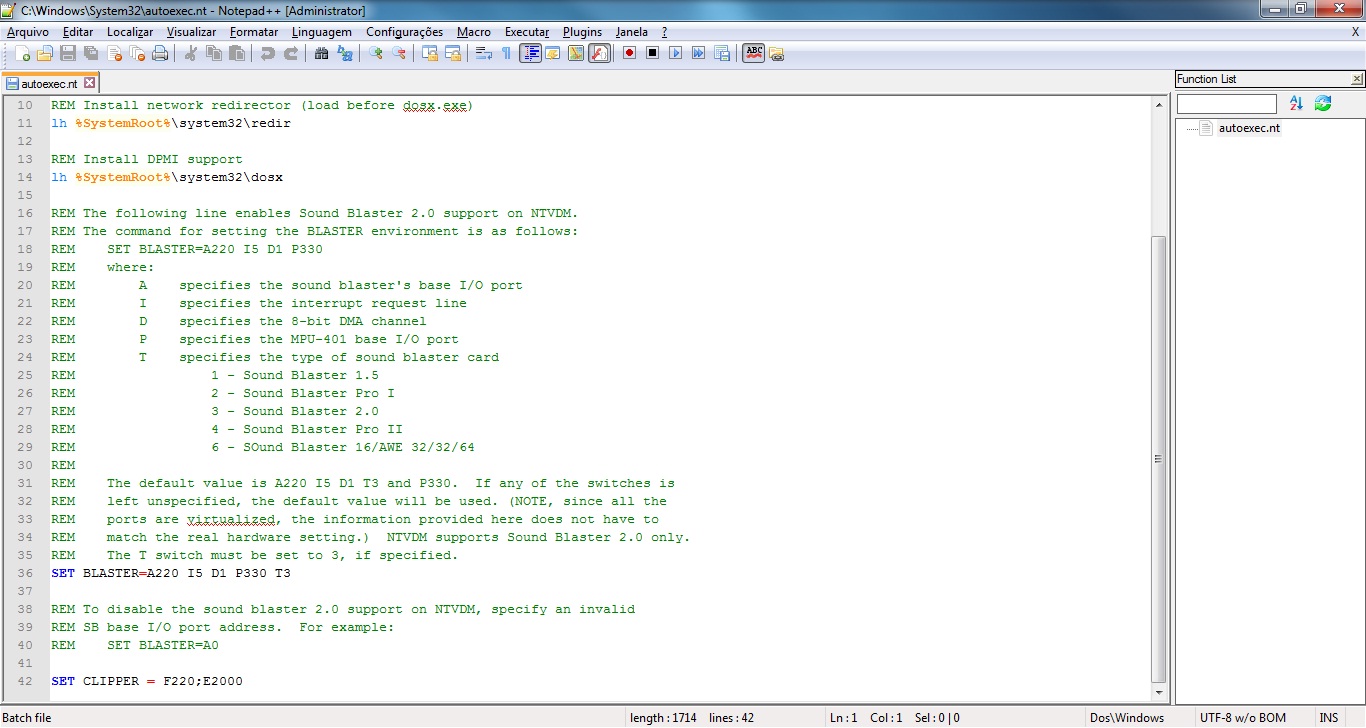 C:\Windows\System32\autoexec.nt - Notepad++ [Administrator]
Arquivo Editar Localizar Visualizar Formatar Linguagem Configurações Macro Executar Plugins Janela ? X
ABC
autoexec.nt
Function List
autoexec.nt
10 REM Install network redirector (load before dosx.exe)
11 lh %SystemRoot%\system32\redir
12
13 REM Install DPMI support
14 lh %SystemRoot%\system32\dosx
15
16 REM The following line enables Sound Blaster 2.0 support on NTVDM.
17 REM The command for setting the BLASTER environment is as follows:
18 REM    SET BLASTER=A220 I5 D1 P330
19 REM    where:
20 REM        A    specifies the sound blaster's base I/O port
21 REM        I    specifies the interrupt request line
22 REM        D    specifies the 8-bit DMA channel
23 REM        P    specifies the MPU-401 base I/O port
24 REM        T    specifies the type of sound blaster card
25 REM                 1 - Sound Blaster 1.5
26 REM                 2 - Sound Blaster Pro I
27 REM                 3 - Sound Blaster 2.0
28 REM                 4 - Sound Blaster Pro II
29 REM                 6 - SOund Blaster 16/AWE 32/32/64
30 REM
31 REM    The default value is A220 I5 D1 T3 and P330.  If any of the switches is
32 REM    left unspecified, the default value will be used. (NOTE, since all the
33 REM    ports are virtualized, the information provided here does not have to
34 REM    match the real hardware setting.)  NTVDM supports Sound Blaster 2.0 only.
35 REM    The T switch must be set to 3, if specified.
36 SET BLASTER=A220 I5 D1 P330 T3
37
38 REM To disable the sound blaster 2.0 support on NTVDM, specify an invalid
39 REM SB base I/O port address.  For example:
40 REM    SET BLASTER=A0
41
42 SET CLIPPER = F220;E2000
Batch file length : 1714 lines : 42 Ln : 1 Col : 1 Sel : 0 | 0 Dos\Windows UTF-8 w/o BOM INS